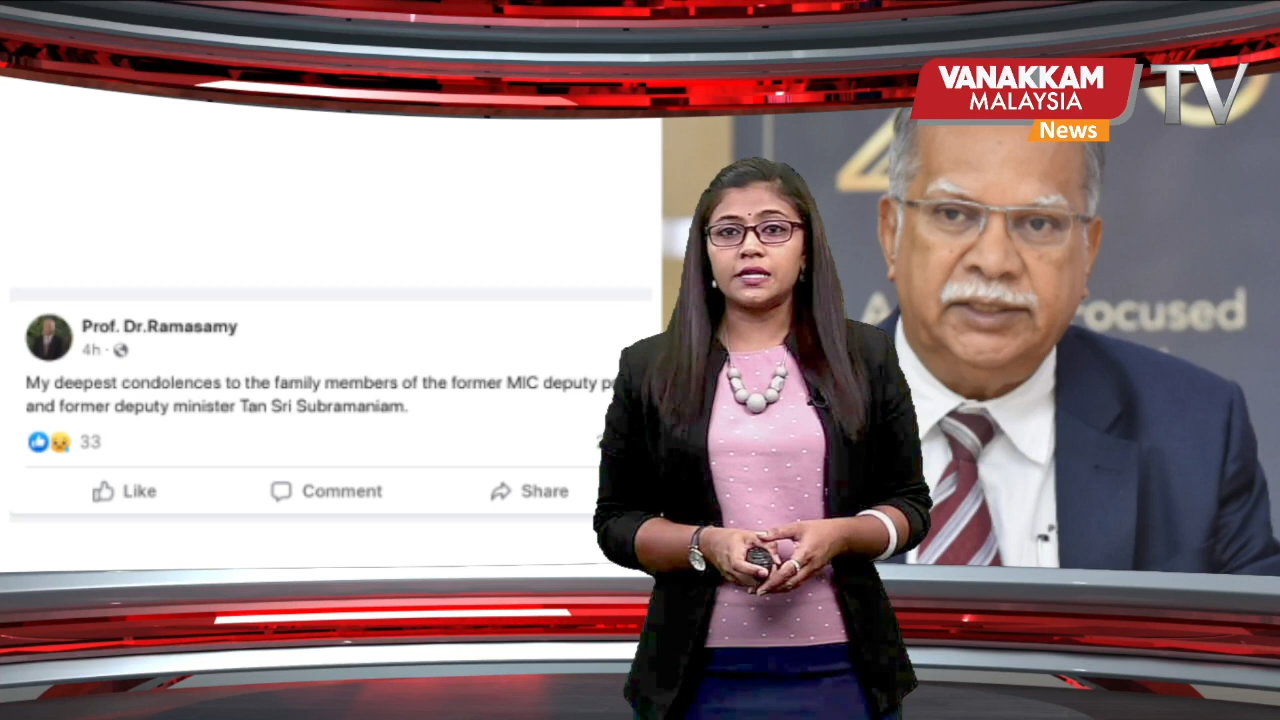 VANAKKAM
MALAYSIA
TV
News
Prof. Dr.Ramasamy
4h
My deepest condolences to the family members of the former MIC deputy
and former deputy minister Tan Sri Subramaniam.
33
Like
Comment
Share